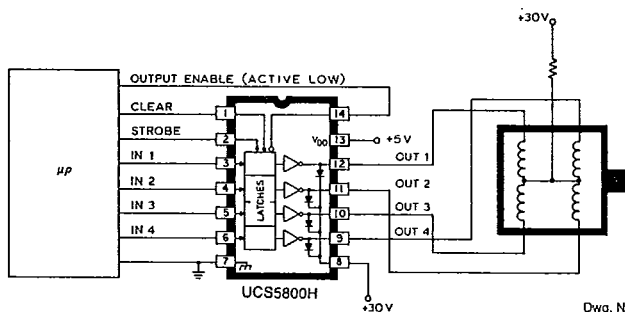 +30V
OUTPUT ENABLE (ACTIVE LOW)
CLEAR
1
14
STROBE
2
VDD
13
+5V
μp
IN 1
3
12
OUT 1
IN 2
4
LATCHES
11
OUT 2
IN 3
5
10
OUT 3
IN 4
6
9
OUT 4
7
8
UCS5800H
+30V
Dwg. N